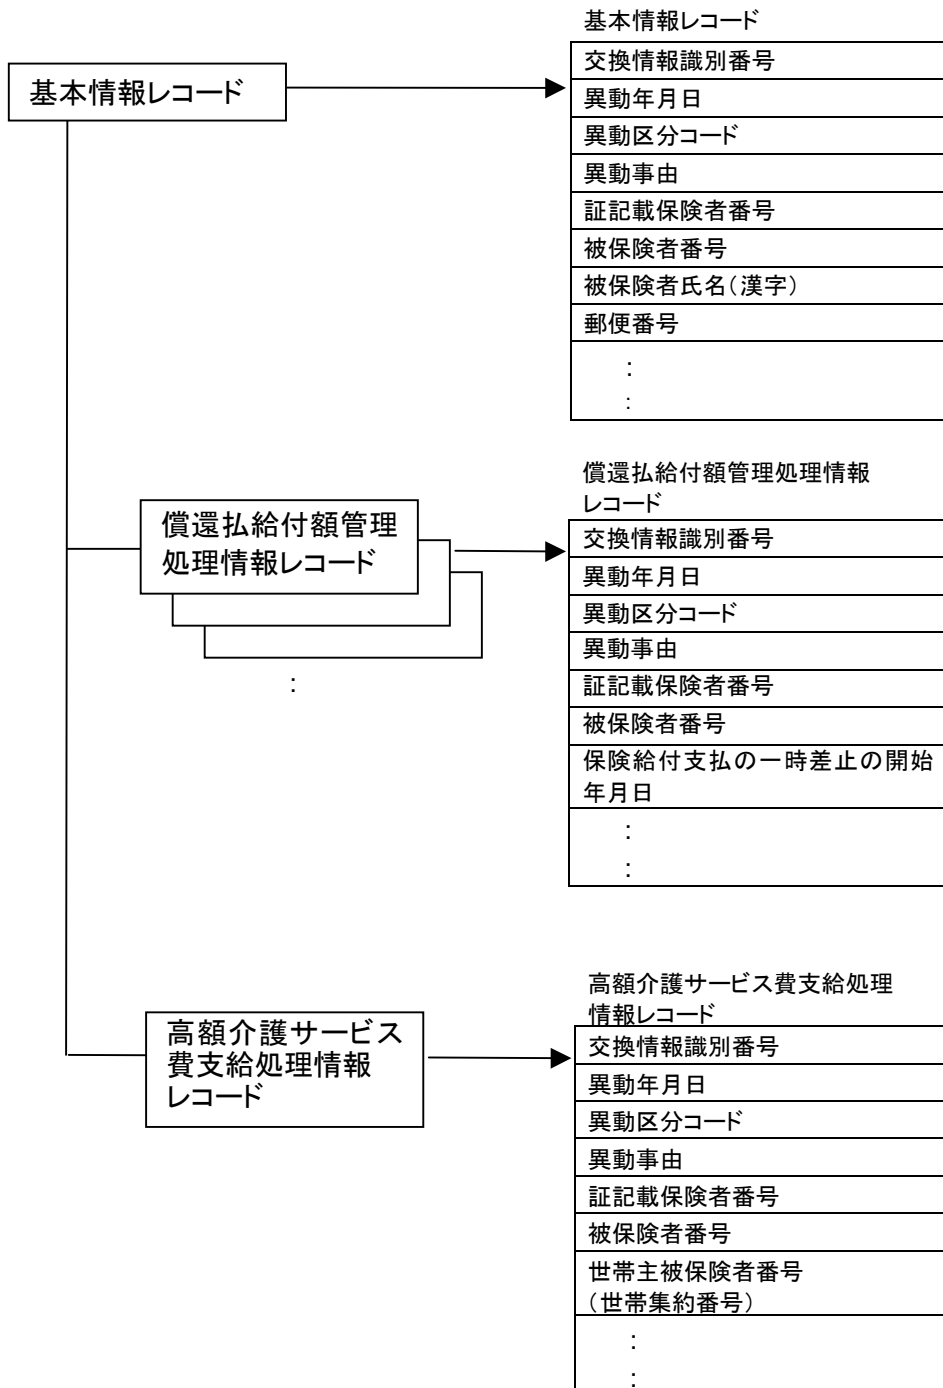 基本情報レコード
基本情報レコード
交換情報識別番号
異動年月日
異動区分コード
異動事由
証記載保険者番号
被保険者番号
被保険者氏名（漢字）
郵便番号
：
：
償還払給付額管理
処理情報レコード
：
償還払給付額管理処理情報
レコード
交換情報識別番号
異動年月日
異動区分コード
異動事由
証記載保険者番号
被保険者番号
保険給付支払の一時差止の開始
年月日
：
：
高額介護サービス
費支給処理情報
レコード
高額介護サービス費支給処理
情報レコード
交換情報識別番号
異動年月日
異動区分コード
異動事由
証記載保険者番号
被保険者番号
世帯主被保険者番号
（世帯集約番号）
：
：